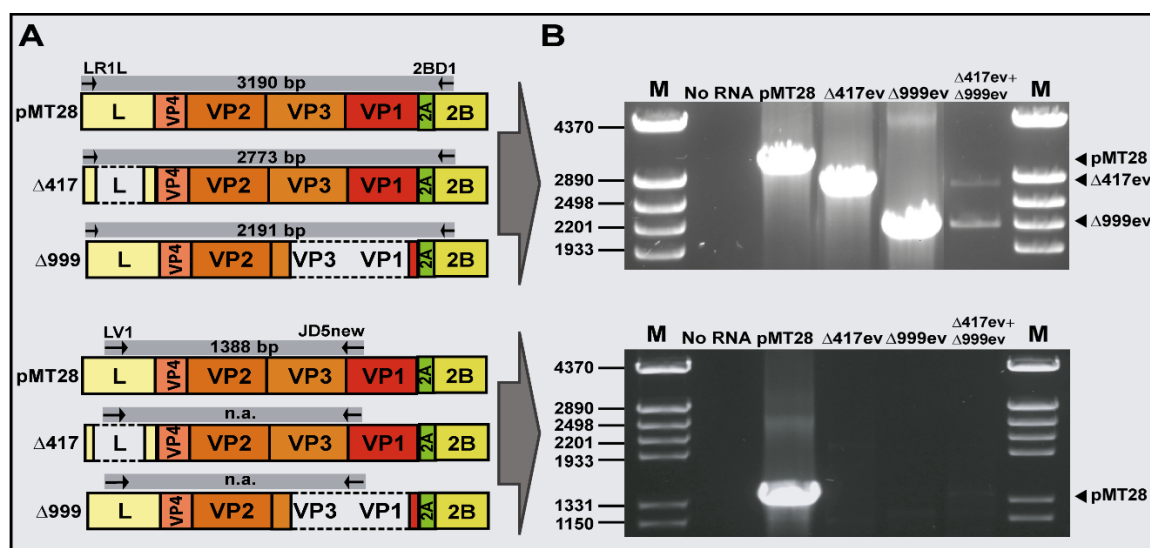 A
LR1L 2BD1
3190 bp
pMT28 L VP4 VP2 VP3 VP1 2A 2B
2773 bp
Δ417 L VP4 VP2 VP3 VP1 2A 2B
2191 bp
Δ999 L VP4 VP2 VP3 VP1 2A 2B
LV1 JD5new
1388 bp
pMT28 L VP4 VP2 VP3 VP1 2A 2B
n.a.
Δ417 L VP4 VP2 VP3 VP1 2A 2B
n.a.
Δ999 L VP4 VP2 VP3 VP1 2A 2B
B
Δ417ev+
M No RNA pMT28 Δ417ev Δ999ev Δ999ev M
4370
pMT28
2890 Δ417ev
2498
2201 Δ999ev
1933
Δ417ev+
M No RNA pMT28 Δ417ev Δ999ev Δ999ev M
4370
2890
2498
2201
1933
pMT28
1331
1150